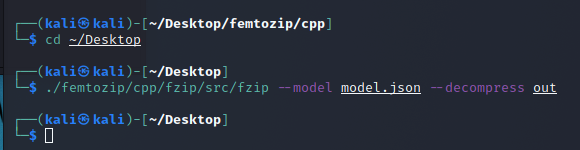 ┌──(kali㉿kali)-[~/Desktop/femtozip/cpp]
└─$ cd ~/Desktop
┌──(kali㉿kali)-[~/Desktop]
└─$ ./femtozip/cpp/fzip/src/fzip --model model.json --decompress out
┌──(kali㉿kali)-[~/Desktop]
└─$